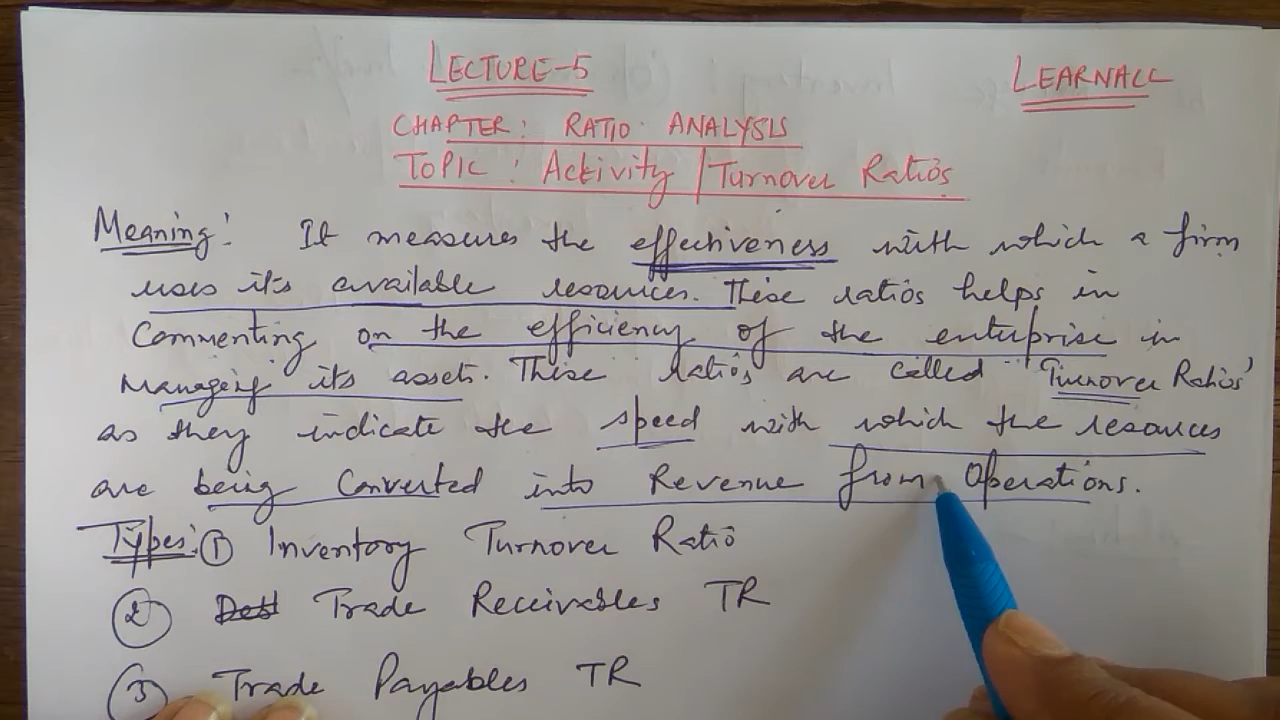 LECTURE-5
LEARNALL
CHAPTER: RATIO ANALYSIS
TOPIC: Activity/Turnover Ratios
Meaning: It measures the effectiveness with which a firm
uses it's available resources. These ratios helps in
Commenting on the efficiency of the enterprise in
Managing its assets. These ratios are called "Turnover Ratios"
as they indicate the speed with which the resources
are being Converted into Revenue from Operations.
Types: ① Inventory Turnover Ratio
② Trade Receivables TR
③ Trade Payables TR